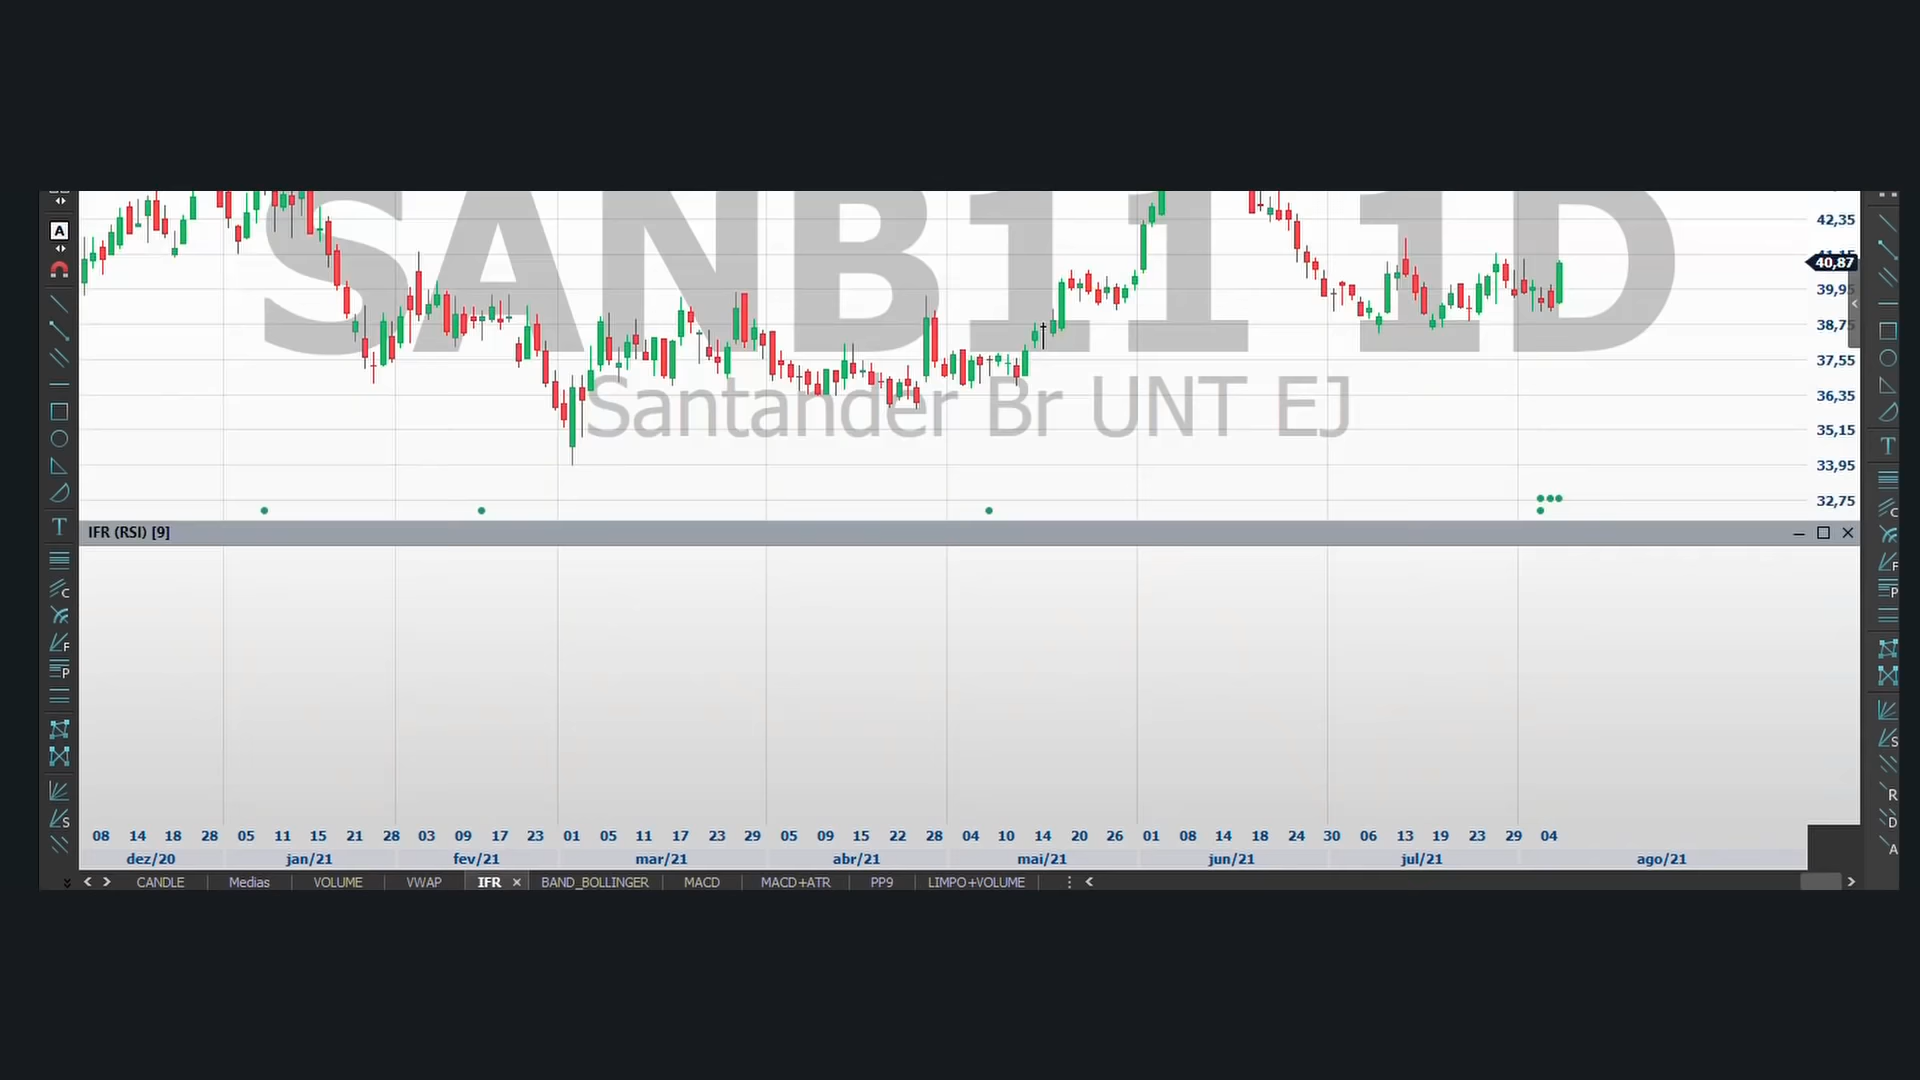 SANB11 1D
Santander Br UNT EJ
42,35
40,87
39,95
38,75
37,55
36,35
35,15
33,95
32,75
A
T
C
F
P
S
T
C
F
P
S
R
D
A
IFR (RSI) [9]
08 14 18 28 05 11 15 21 28 03 09 17 23 01 05 11 17 23 29 05 09 15 22 28 04 10 14 20 26 01 08 14 18 24 30 06 13 19 23 29 04
dez/20 jan/21 fev/21 mar/21 abr/21 mai/21 jun/21 jul/21 ago/21
CANDLE Medias VOLUME VWAP IFR BAND_BOLLINGER MACD MACD+ATR PP9 LIMPO+VOLUME